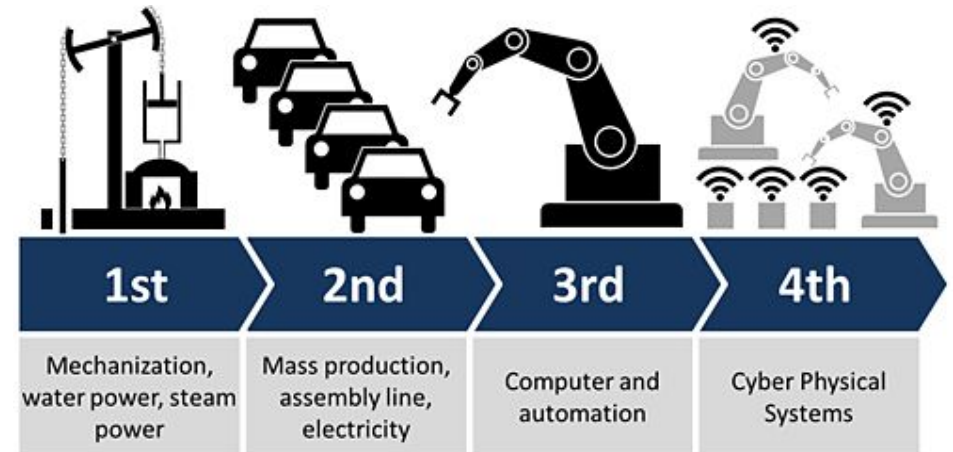 1st
2nd
3rd
4th
Mechanization,
water power, steam
power
Mass production,
assembly line,
electricity
Computer and
automation
Cyber Physical
Systems